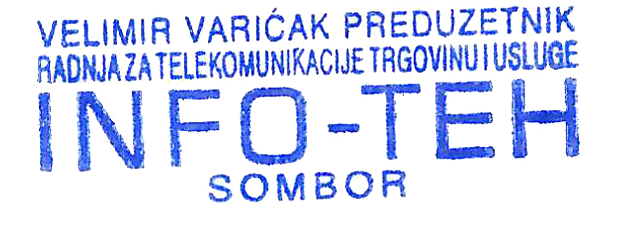 VELIMIR VARIĆAK PREDUZETNIK
RADNJA ZA TELEKOMUNIKACIJE TRGOVINU I USLUGE
INFO-TEH
SOMBOR